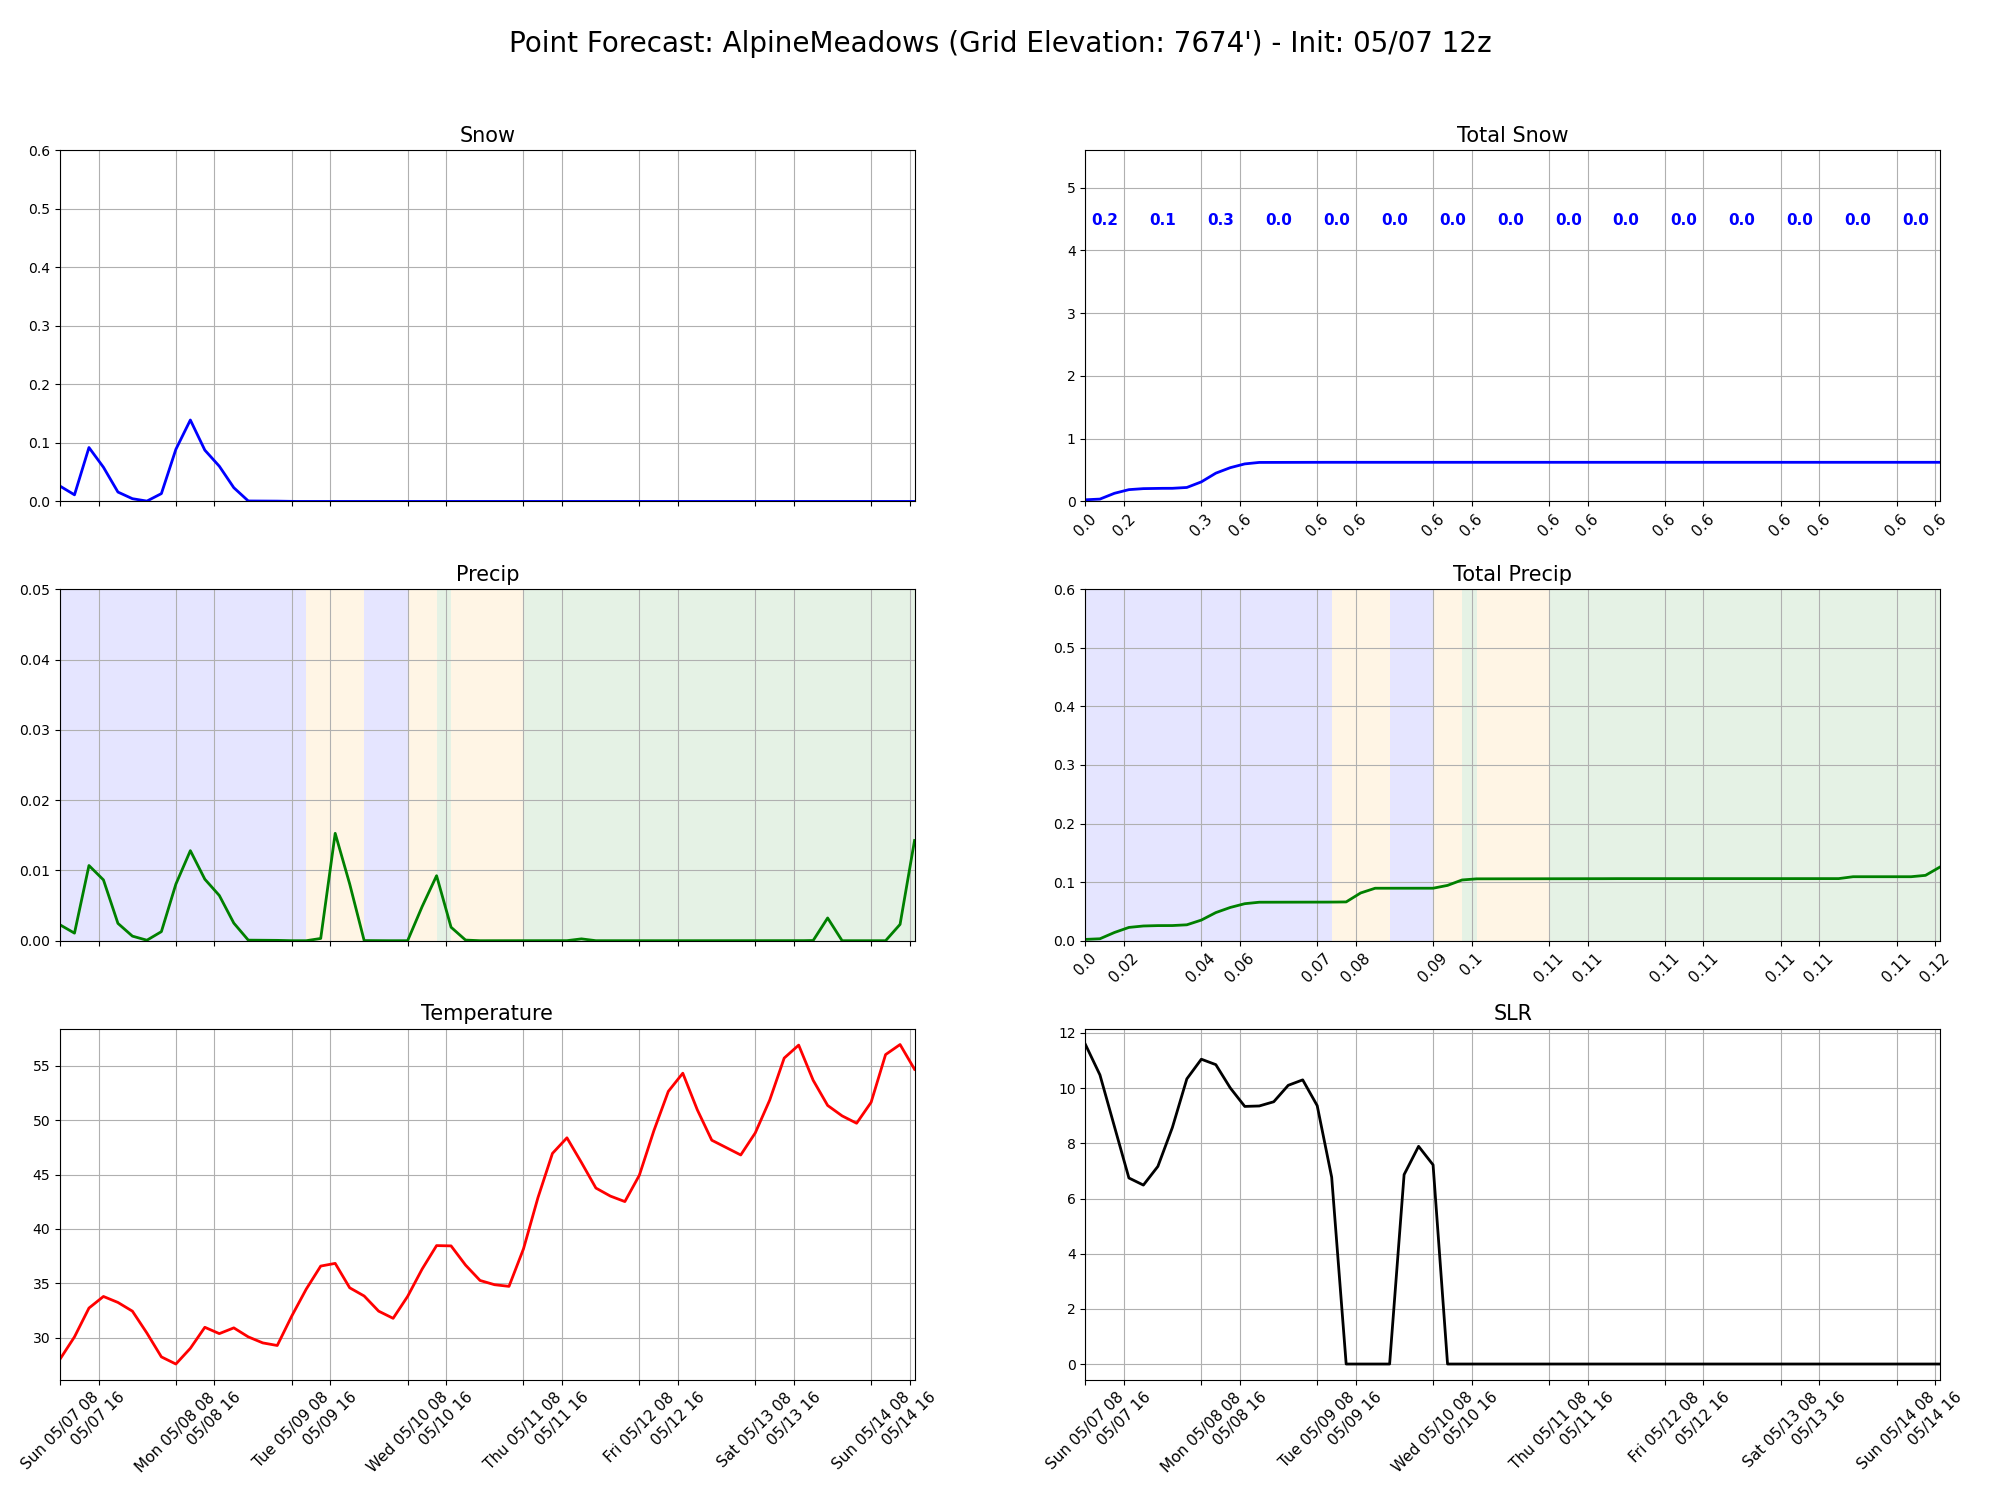 Point Forecast: AlpineMeadows (Grid Elevation: 7674') - Init: 05/07 12z
Snow
0.6
0.5
0.4
0.3
0.2
0.1
0.0
Total Snow
5
4
3
2
1
0
0.2 0.1 0.3 0.0 0.0 0.0 0.0 0.0 0.0 0.0 0.0 0.0 0.0 0.0 0.0
0.0 0.2 0.3 0.6 0.6 0.6 0.6 0.6 0.6 0.6 0.6 0.6 0.6 0.6 0.6 0.6
Precip
0.05
0.04
0.03
0.02
0.01
0.00
Total Precip
0.6
0.5
0.4
0.3
0.2
0.1
0.0
0.0 0.02 0.04 0.06 0.07 0.08 0.09 0.1 0.11 0.11 0.11 0.11 0.11 0.11 0.11 0.12
Temperature
55
50
45
40
35
30
Sun 05/07 08
05/07 16
Mon 05/08 08
05/08 16
Tue 05/09 08
05/09 16
Wed 05/10 08
05/10 16
Thu 05/11 08
05/11 16
Fri 05/12 08
05/12 16
Sat 05/13 08
05/13 16
Sun 05/14 08
05/14 16
SLR
12
10
8
6
4
2
0
Sun 05/07 08
05/07 16
Mon 05/08 08
05/08 16
Tue 05/09 08
05/09 16
Wed 05/10 08
05/10 16
Thu 05/11 08
05/11 16
Fri 05/12 08
05/12 16
Sat 05/13 08
05/13 16
Sun 05/14 08
05/14 16